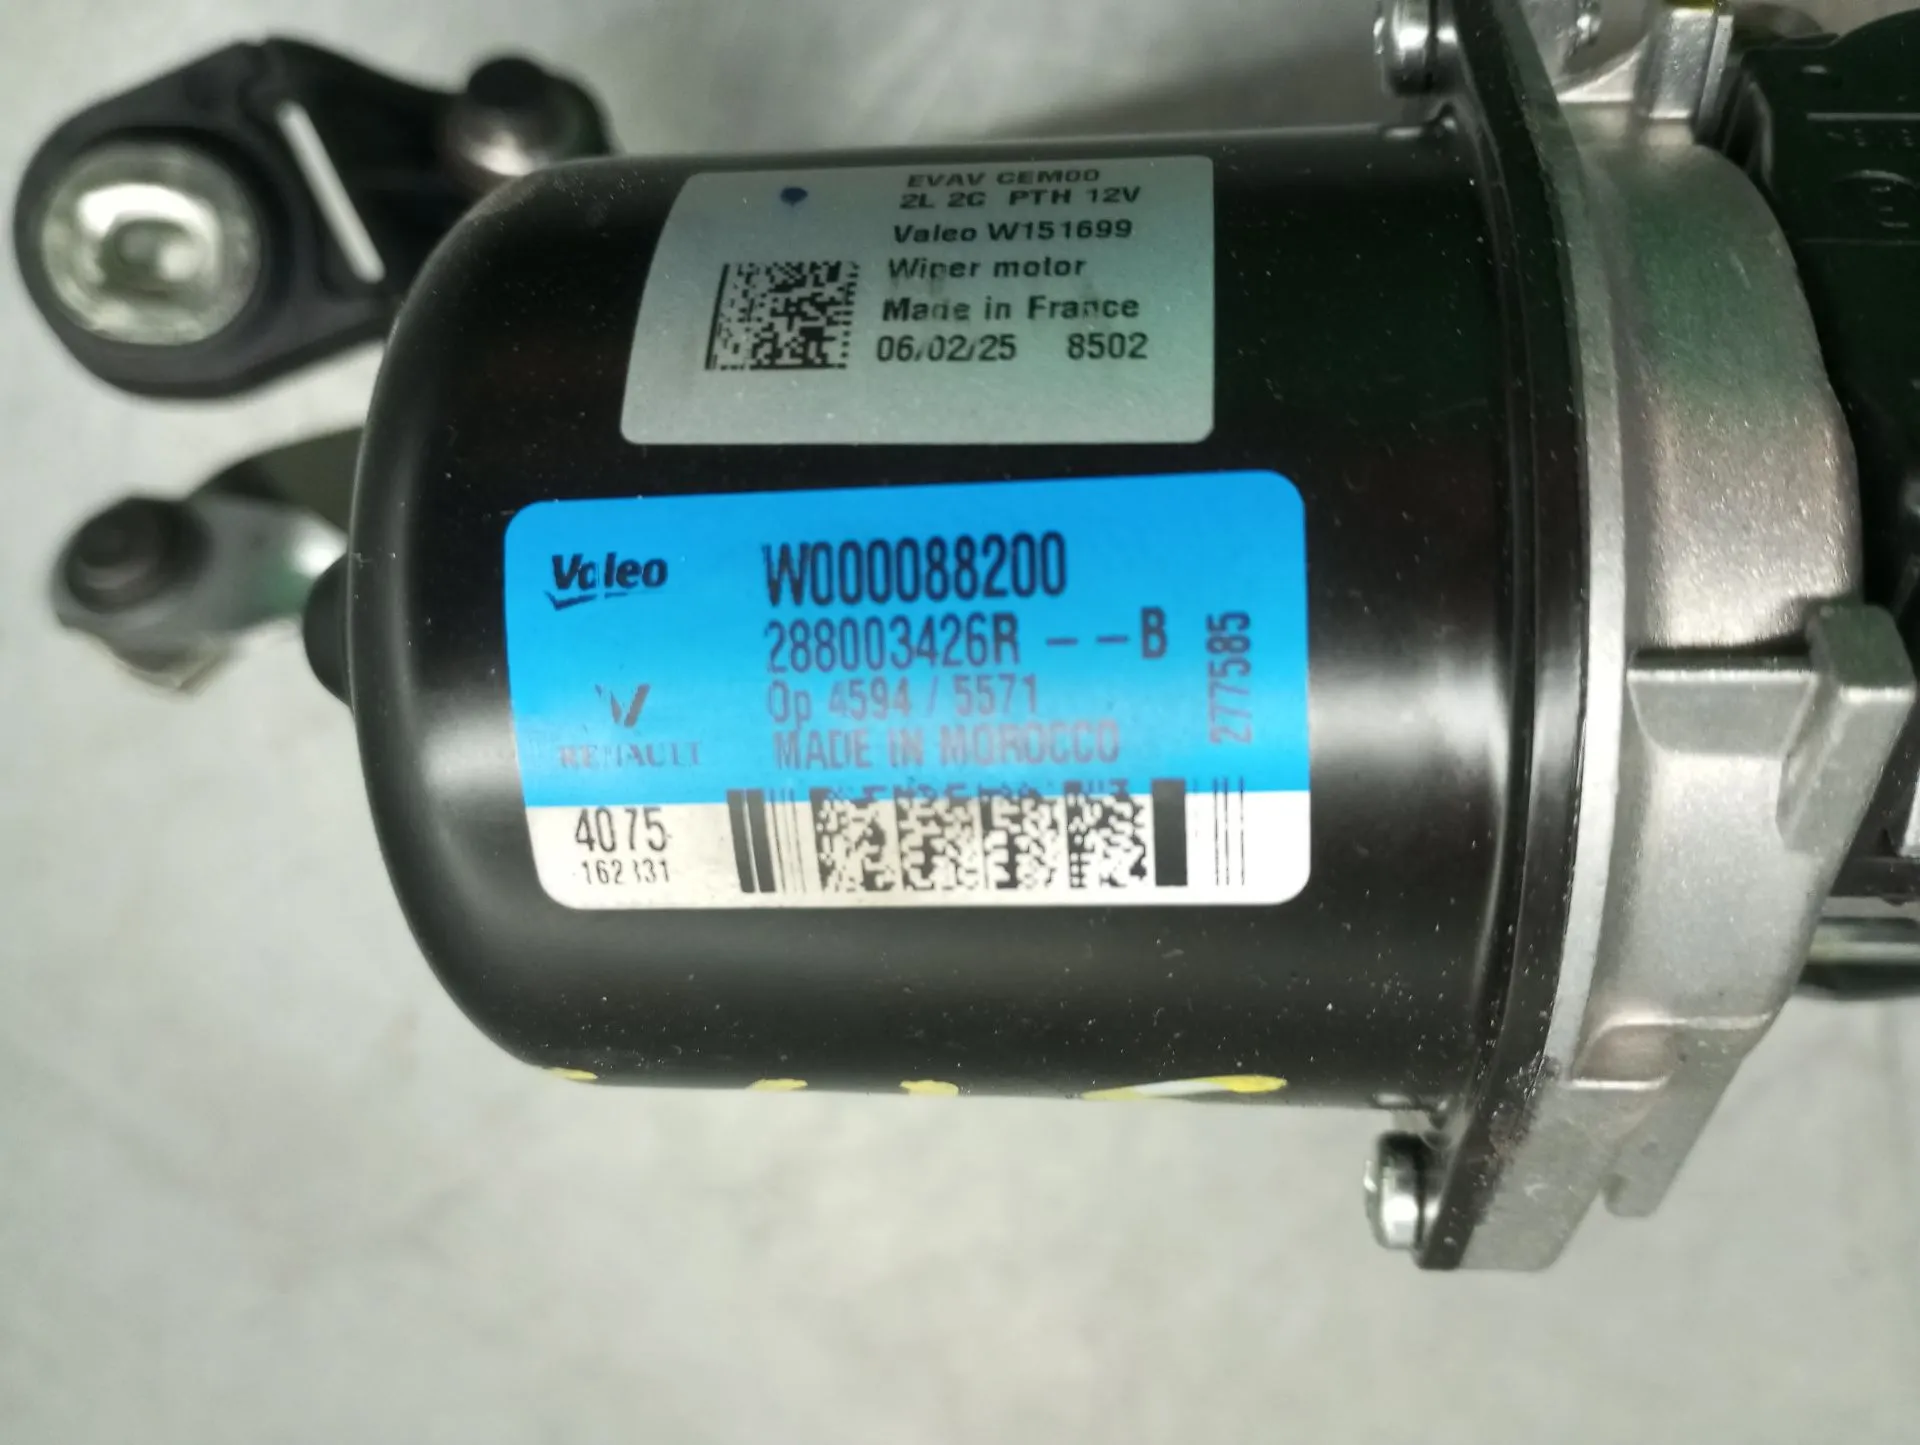 EVAV CEM00
2L 2C PTH 12V
Valeo W151699
Wiper motor
Made in France
06/02/25 8502
Valeo
W000088200
288003426R - - B
277585
Op 4594 / 5571
RENAULT
MADE IN MOROCCO
4075